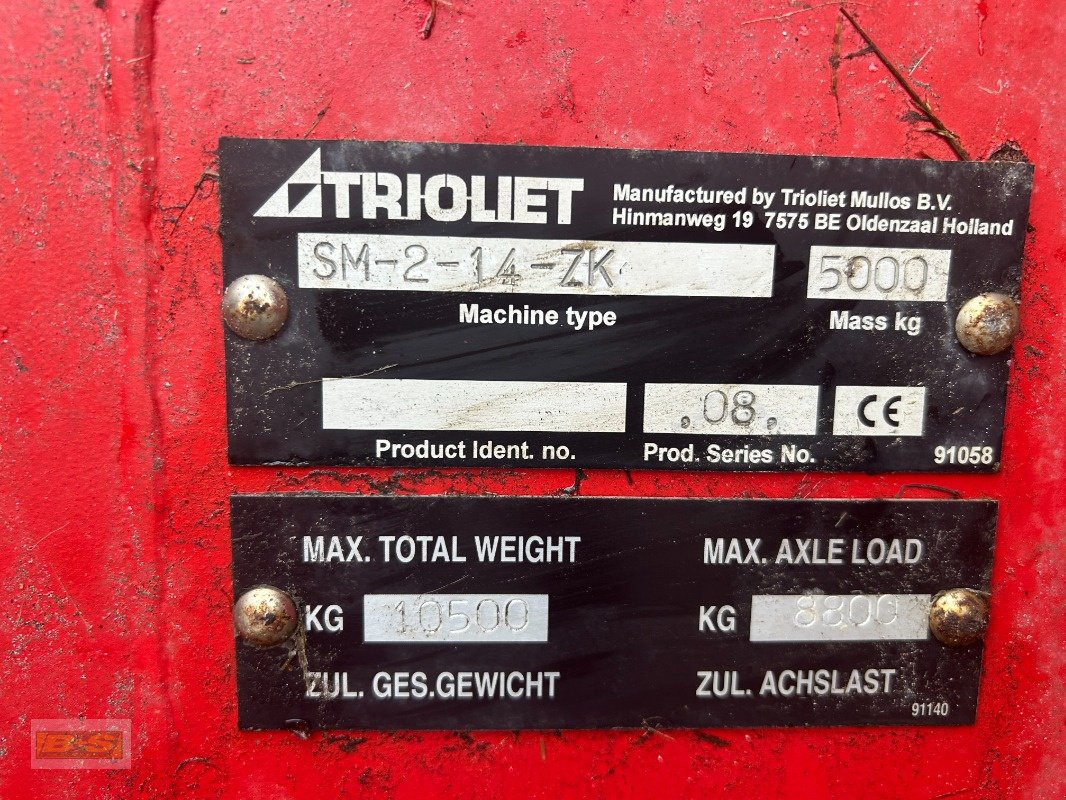 TRIOLIET
Manufactured by Trioliet Mullos B.V.
Hinmanweg 19 7575 BE Oldenzaal Holland
SM-2-14-ZK
5000
Machine type
Mass kg
.08.
CE
Product Ident. no.
Prod. Series No.
91058
MAX. TOTAL WEIGHT
MAX. AXLE LOAD
KG 10500
KG 8800
ZUL. GES.GEWICHT
ZUL. ACHSLAST
91140
B-S